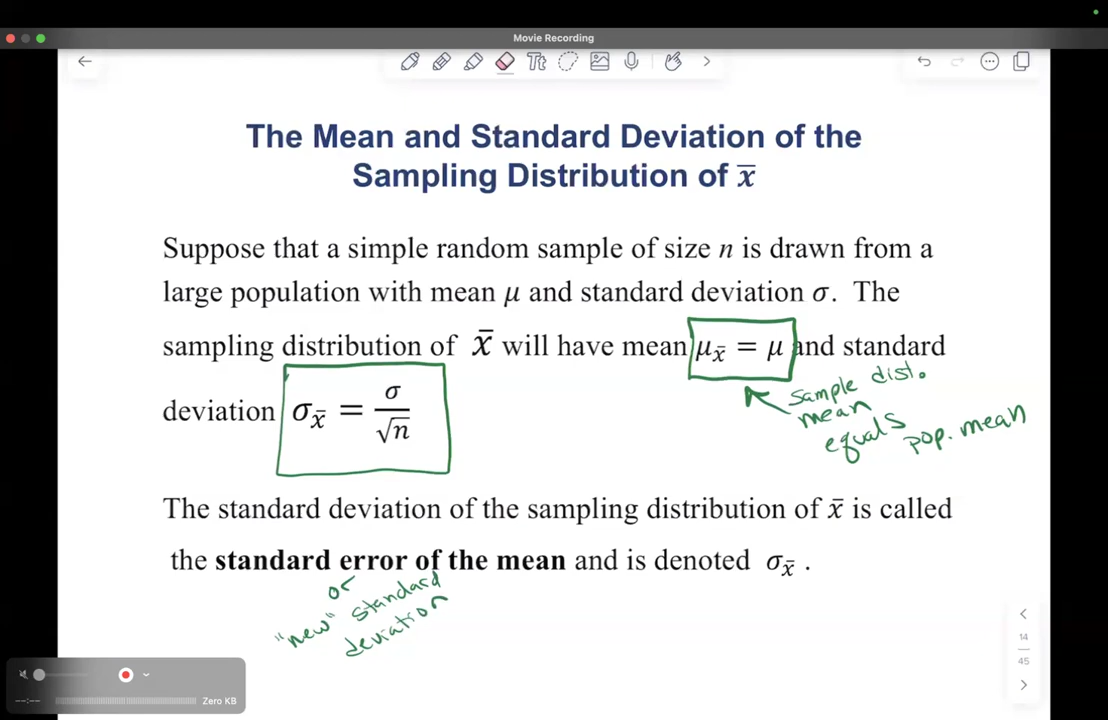 Movie Recording
Tt
The Mean and Standard Deviation of the
Sampling Distribution of x̅
Suppose that a simple random sample of size n is drawn from a
large population with mean μ and standard deviation σ. The
sampling distribution of x̅ will have mean μx̅ = μ and standard
deviation σx̅ = σ/√n
sample dist.
mean
equals
pop. mean
The standard deviation of the sampling distribution of x̅ is called
the standard error of the mean and is denoted σx̅ .
or
"new" standard
deviation
14
45
--:--
Zero KB